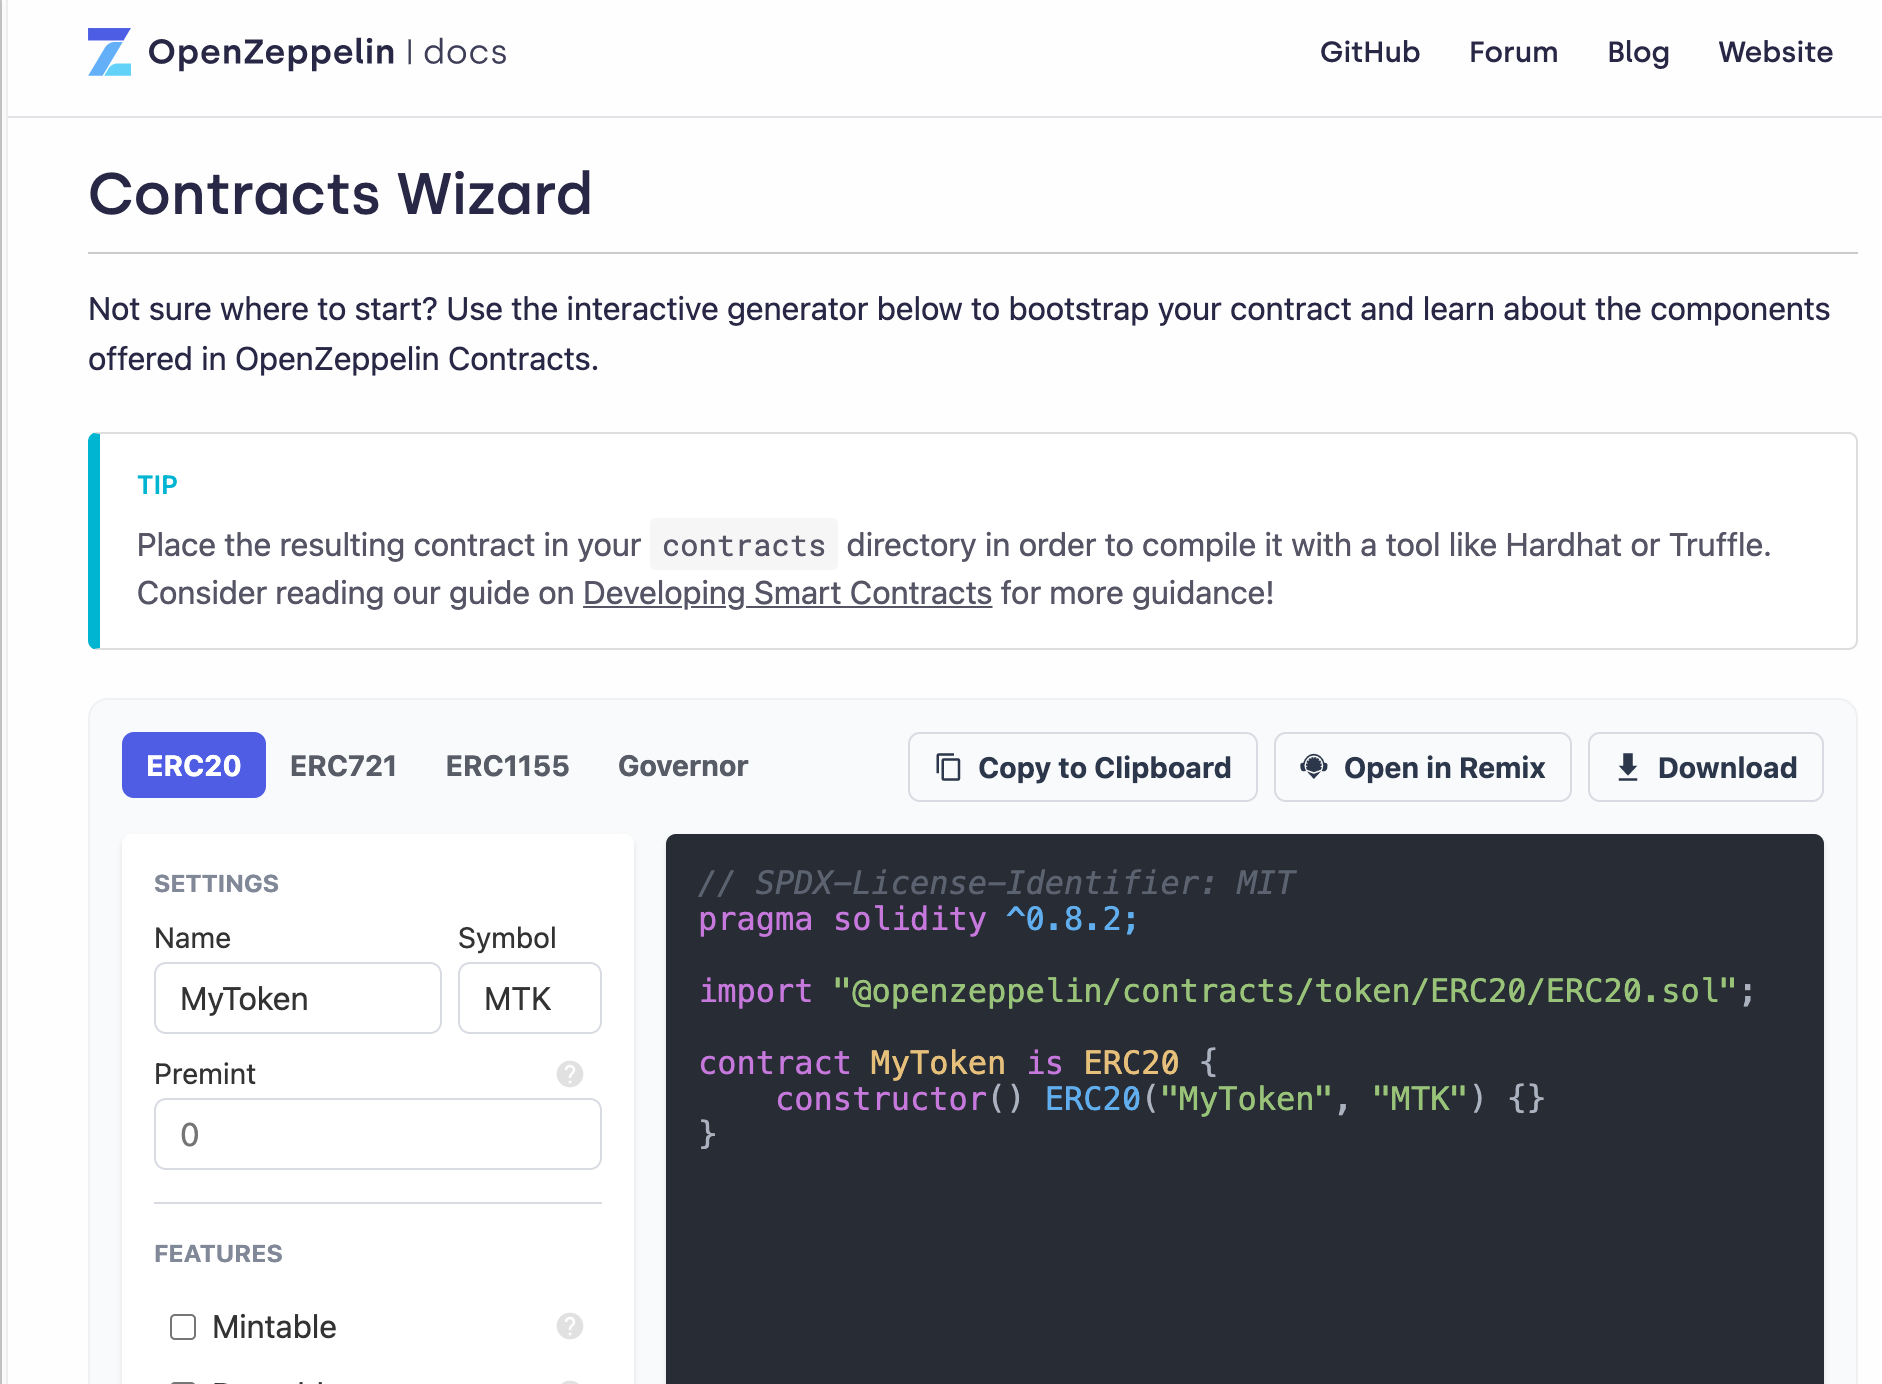 OpenZeppelin | docs
GitHub Forum Blog Website
Contracts Wizard
Not sure where to start? Use the interactive generator below to bootstrap your contract and learn about the components
offered in OpenZeppelin Contracts.
TIP
Place the resulting contract in your contracts directory in order to compile it with a tool like Hardhat or Truffle.
Consider reading our guide on Developing Smart Contracts for more guidance!
ERC20 ERC721 ERC1155 Governor Copy to Clipboard Open in Remix Download
SETTINGS
Name Symbol
MyToken MTK
Premint ?
0
FEATURES
Mintable ?
// SPDX-License-Identifier: MIT
pragma solidity ^0.8.2;
import "@openzeppelin/contracts/token/ERC20/ERC20.sol";
contract MyToken is ERC20 {
    constructor() ERC20("MyToken", "MTK") {}
}